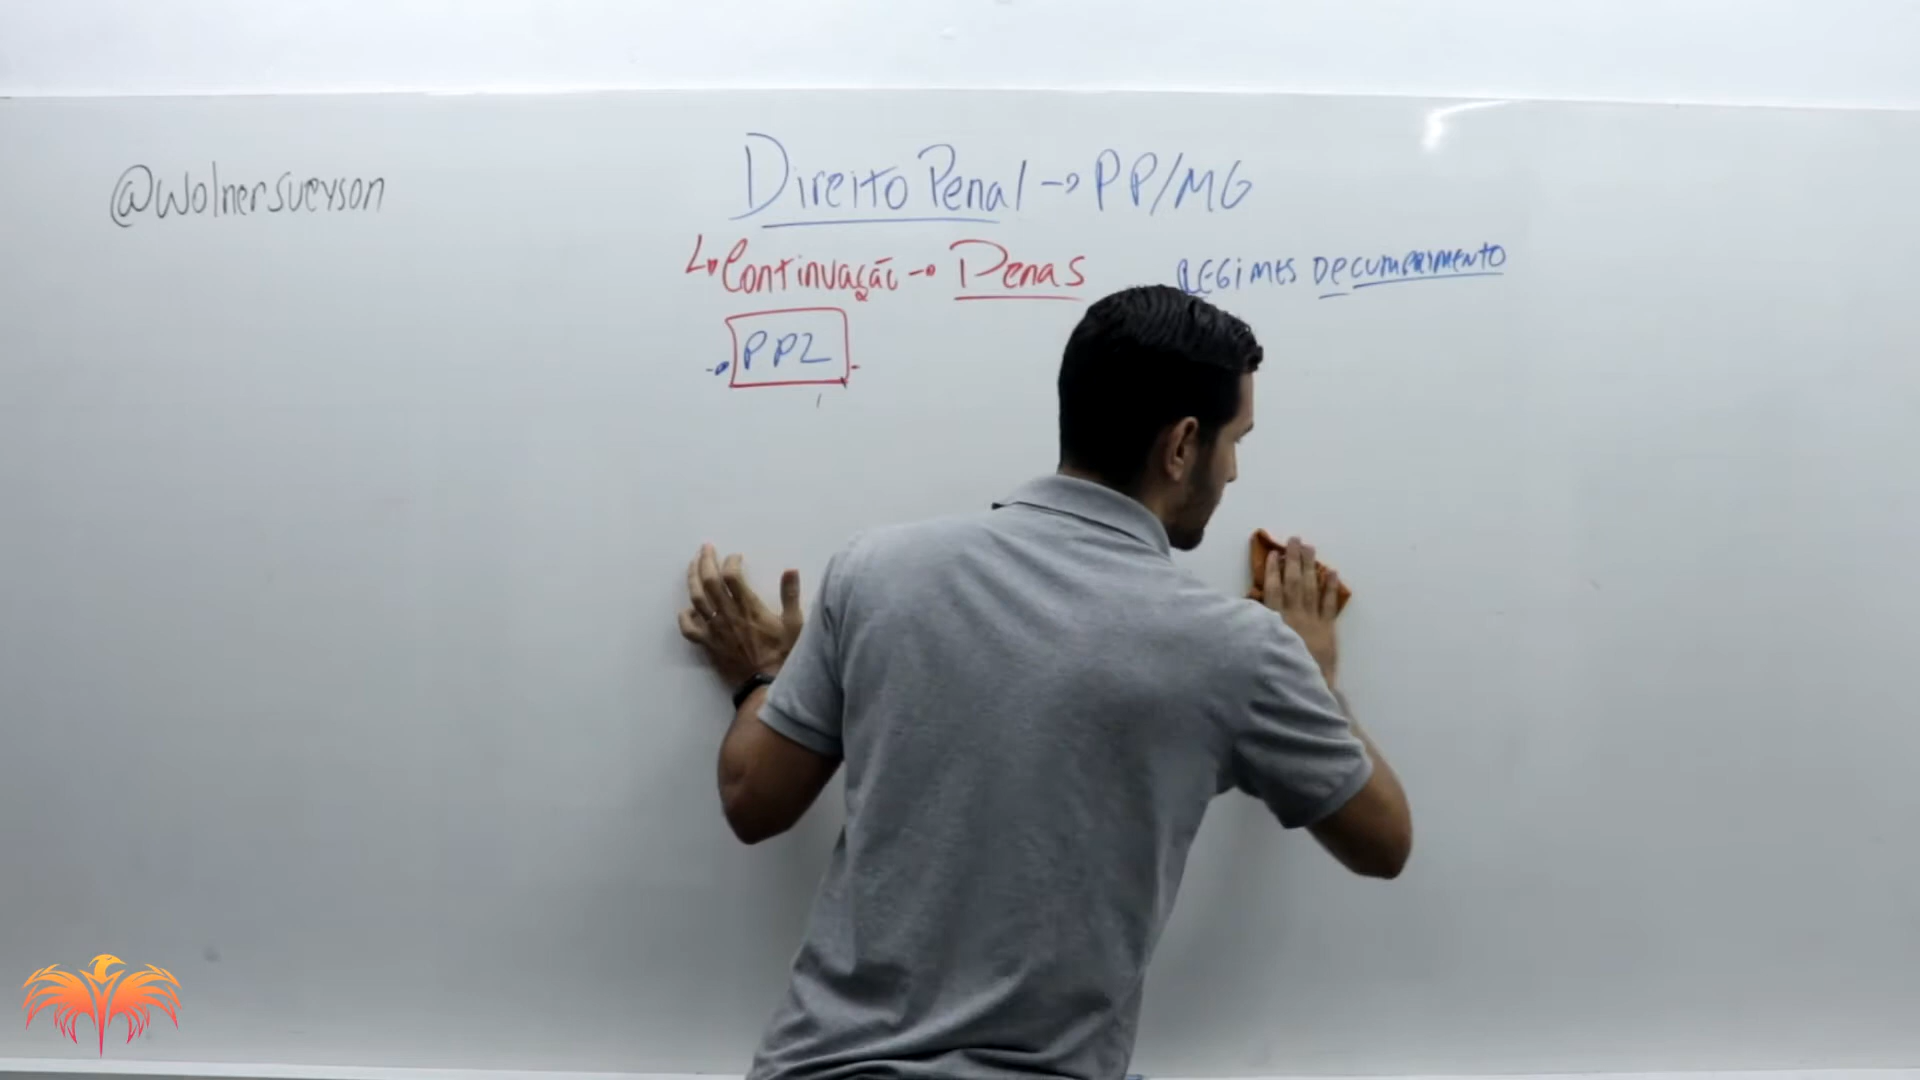 @wolnersueyson
Direito Penal → PP/MG
↳ Continuação → Penas
REGIMES DE CUMPRIMENTO
PPL